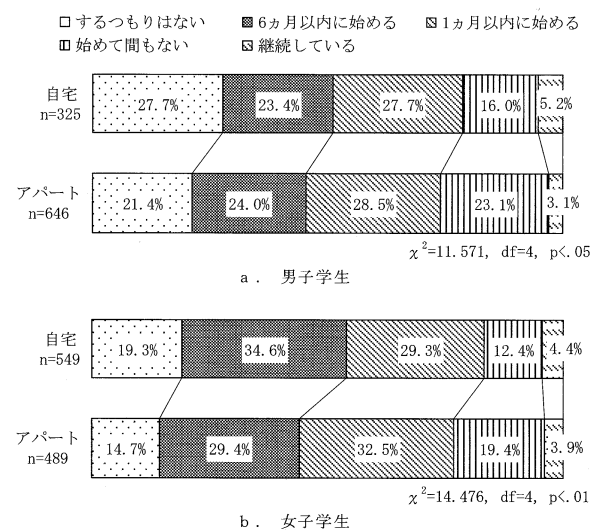 □ するつもりはない ▩ 6ヵ月以内に始める ▧ 1ヵ月以内に始める
▥ 始めて間もない ▧ 継続している
自宅
n=325
27.7% 23.4% 27.7% 16.0% 5.2%
アパート
n=646
21.4% 24.0% 28.5% 23.1% 3.1%
χ²=11.571, df=4, p<.05
a. 男子学生
自宅
n=549
19.3% 34.6% 29.3% 12.4% 4.4%
アパート
n=489
14.7% 29.4% 32.5% 19.4% 3.9%
χ²=14.476, df=4, p<.01
b. 女子学生